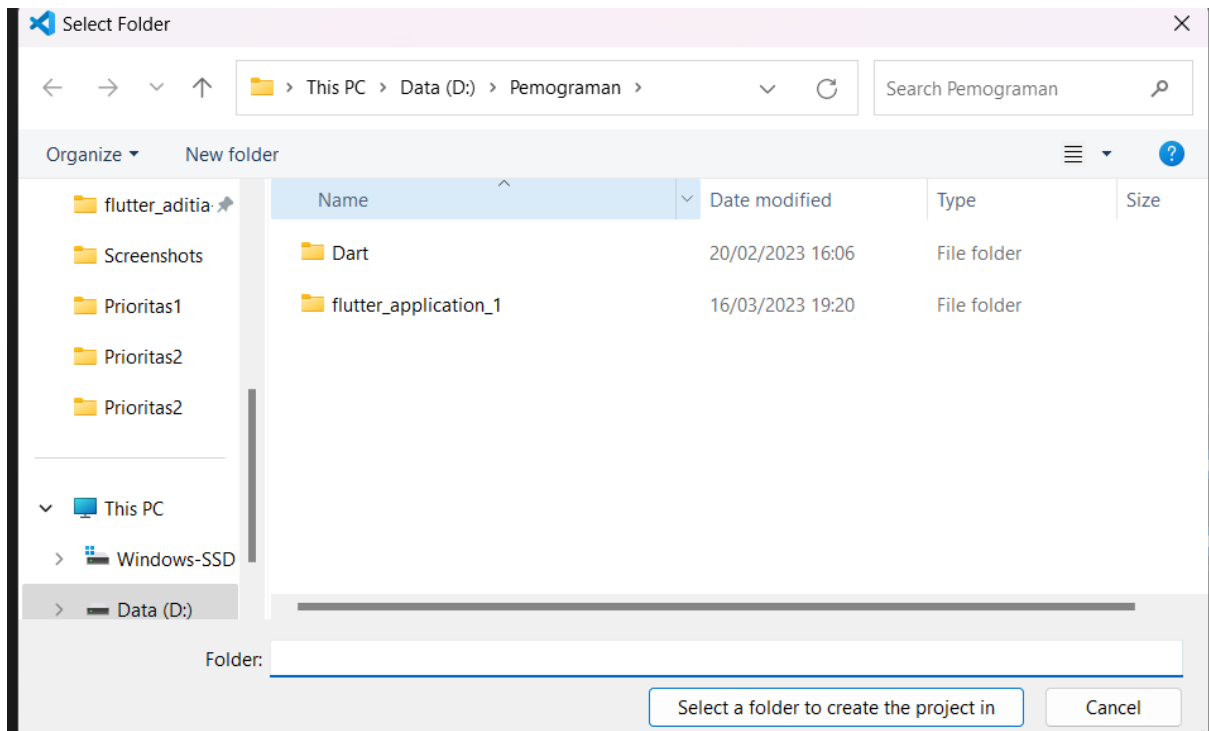 Select Folder
This PC > Data (D:) > Pemograman >
Search Pemograman
Organize
New folder
?
Name
Date modified
Type
Size
flutter_aditia
Screenshots
Prioritas1
Prioritas2
Prioritas2
This PC
Windows-SSD
Data (D:)
Dart 20/02/2023 16:06 File folder
flutter_application_1 16/03/2023 19:20 File folder
Folder:
Select a folder to create the project in
Cancel